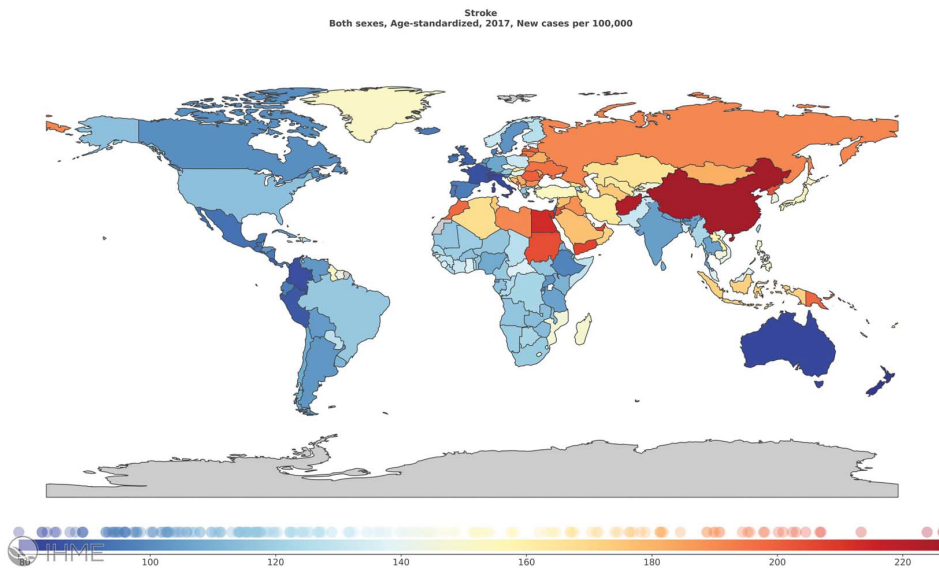 Stroke
Both sexes, Age-standardized, 2017, New cases per 100,000
IHME
80 100 120 140 160 180 200 220